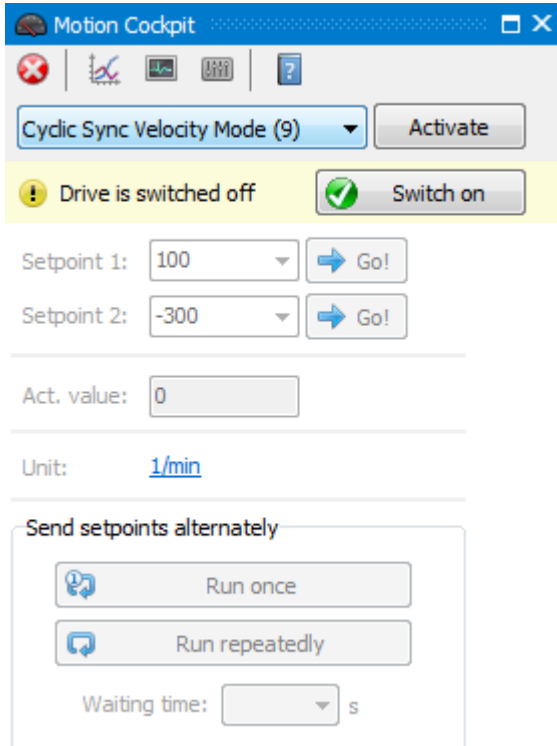 Motion Cockpit
?
Cyclic Sync Velocity Mode (9) Activate
! Drive is switched off Switch on
Setpoint 1: 100 Go!
Setpoint 2: -300 Go!
Act. value: 0
Unit: 1/min
Send setpoints alternately
1 Run once
Run repeatedly
Waiting time: s